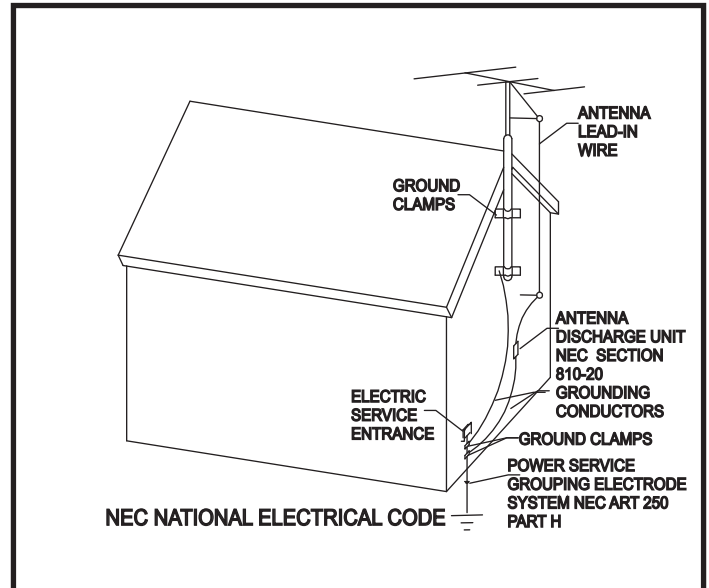 ANTENNA
LEAD-IN
WIRE
GROUND
CLAMPS
ANTENNA
DISCHARGE UNIT
NEC SECTION
810-20
GROUNDING
CONDUCTORS
ELECTRIC
SERVICE
ENTRANCE
GROUND CLAMPS
POWER SERVICE
GROUPING ELECTRODE
SYSTEM NEC ART 250
PART H
NEC NATIONAL ELECTRICAL CODE